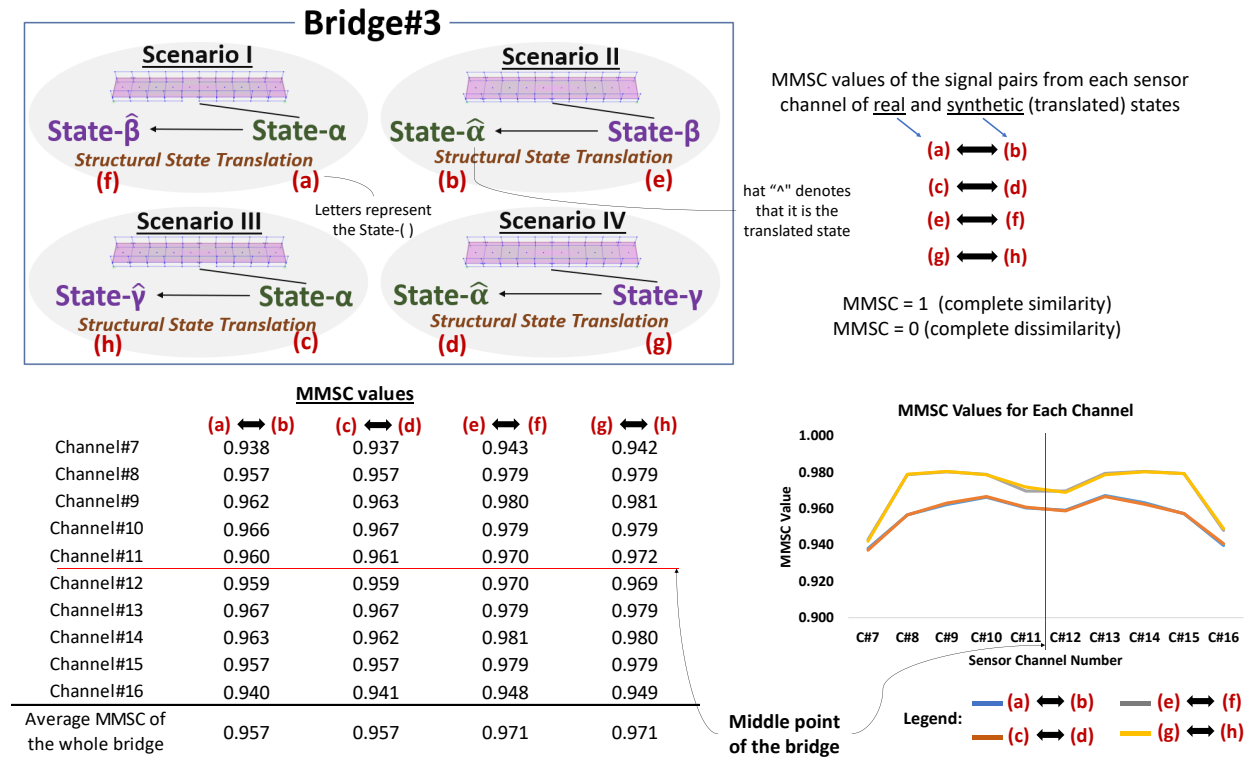 Bridge#3
Scenario I
State-β̂
State-α
Structural State Translation
(f)
(a)
Scenario II
State-α̂
State-β
Structural State Translation
(b)
(e)
Letters represent
the State-( )
hat "^" denotes
that it is the
translated state
Scenario III
State-γ̂
State-α
Structural State Translation
(h)
(c)
Scenario IV
State-α̂
State-γ
Structural State Translation
(d)
(g)
MMSC values of the signal pairs from each sensor
channel of real and synthetic (translated) states
(a) (b)
(c) (d)
(e) (f)
(g) (h)
MMSC = 1 (complete similarity)
MMSC = 0 (complete dissimilarity)
MMSC values
(a) (b) (c) (d) (e) (f) (g) (h)
Channel#7 0.938 0.937 0.943 0.942
Channel#8 0.957 0.957 0.979 0.979
Channel#9 0.962 0.963 0.980 0.981
Channel#10 0.966 0.967 0.979 0.979
Channel#11 0.960 0.961 0.970 0.972
Channel#12 0.959 0.959 0.970 0.969
Channel#13 0.967 0.967 0.979 0.979
Channel#14 0.963 0.962 0.981 0.980
Channel#15 0.957 0.957 0.979 0.979
Channel#16 0.940 0.941 0.948 0.949
Average MMSC of
the whole bridge
0.957 0.957 0.971 0.971
Middle point
of the bridge
MMSC Values for Each Channel
MMSC Value
1.000
0.980
0.960
0.940
0.920
0.900
C#7 C#8 C#9 C#10 C#11 C#12 C#13 C#14 C#15 C#16
Sensor Channel Number
Legend:
(a) (b)
(e) (f)
(c) (d)
(g) (h)